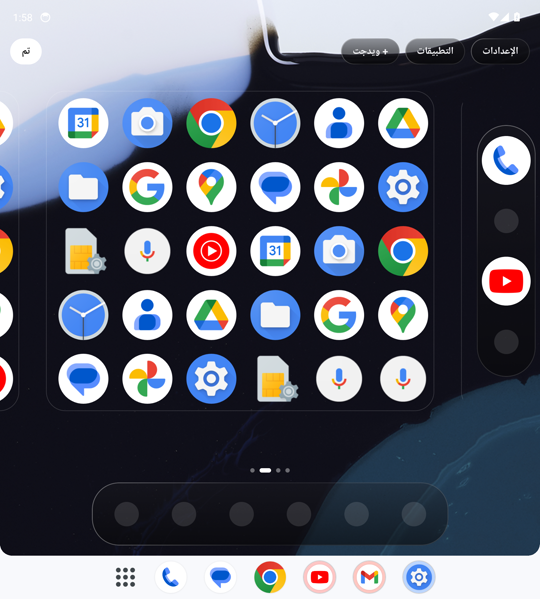 1:58
الإعدادات
التطبيقات
+ ويدجت
تم
31
31